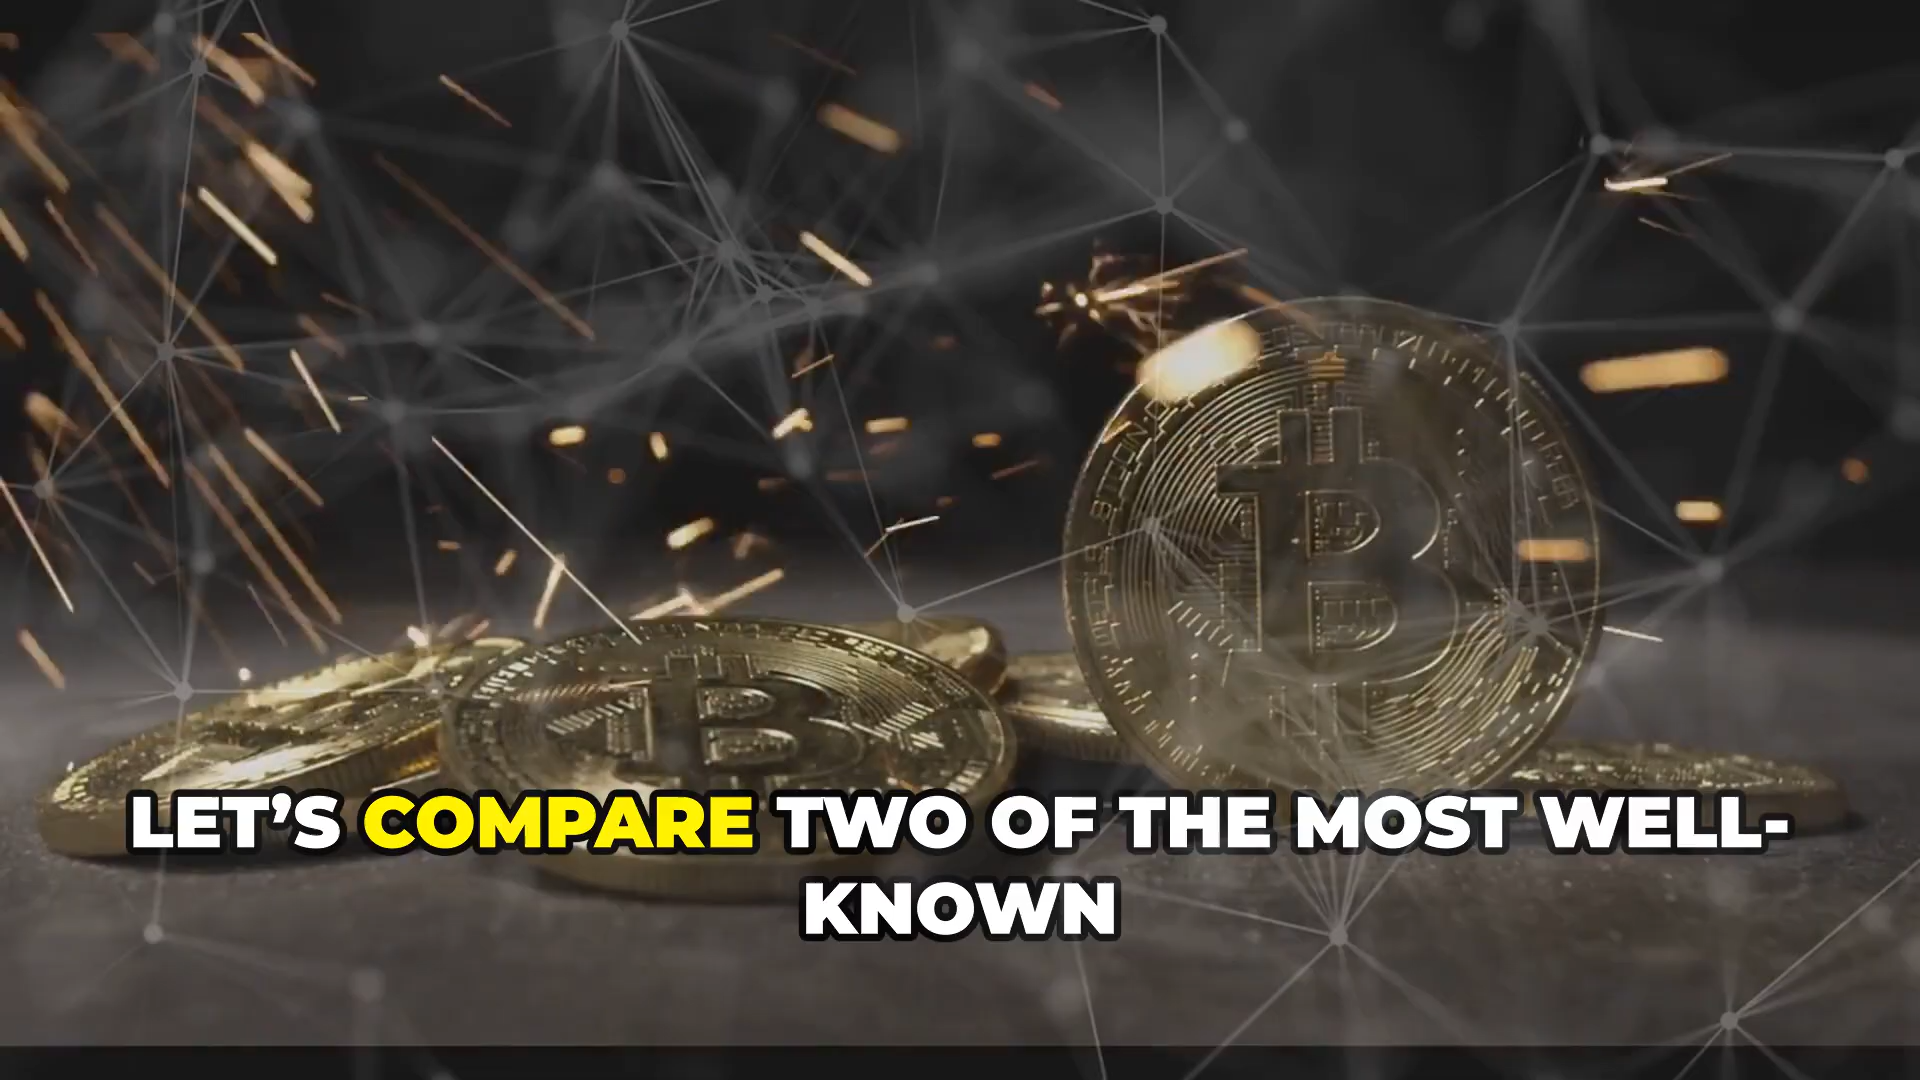 LET’S COMPARE TWO OF THE MOST WELL-
KNOWN